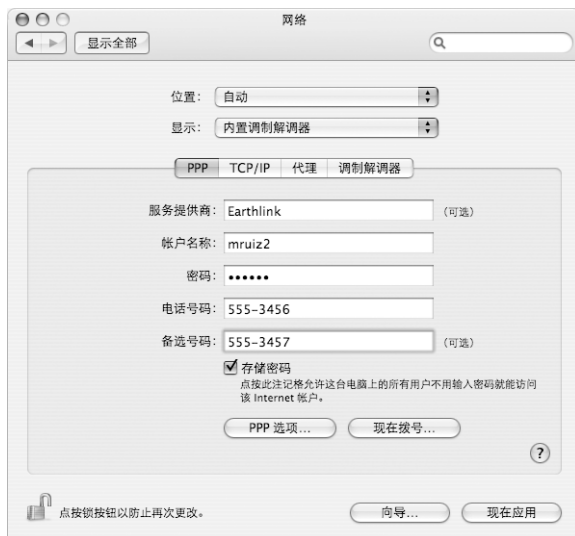 网络
显示全部
位置: 自动
显示: 内置调制解调器
PPP TCP/IP 代理 调制解调器
服务提供商: Earthlink (可选)
帐户名称: mruiz2
密码: ••••••
电话号码: 555-3456
备选号码: 555-3457 (可选)
存储密码
点按此注记格允许这台电脑上的所有用户不用输入密码就能访问
该 Internet 帐户。
PPP 选项... 现在拨号...
?
点按锁按钮以防止再次更改。 向导... 现在应用